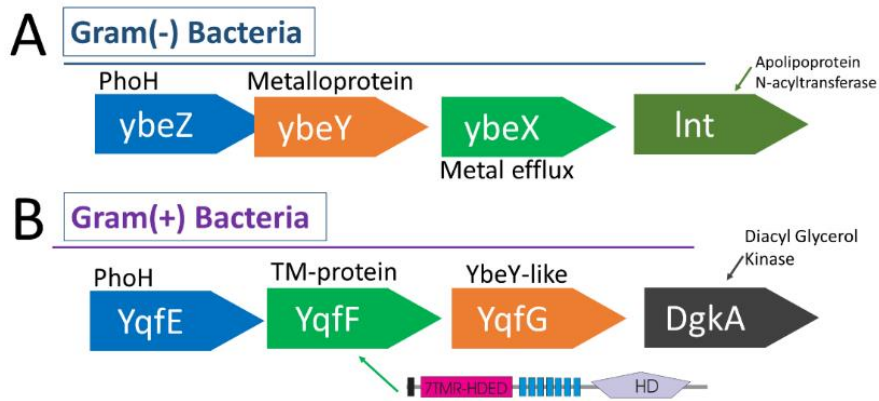 A
Gram(-) Bacteria
Apolipoprotein
N-acyltransferase
PhoH
Metalloprotein
ybeZ
ybeY
ybeX
lnt
Metal efflux
B
Gram(+) Bacteria
Diacyl Glycerol
Kinase
PhoH
TM-protein
YbeY-like
YqfE
YqfF
YqfG
DgkA
7TMR-HDED
HD